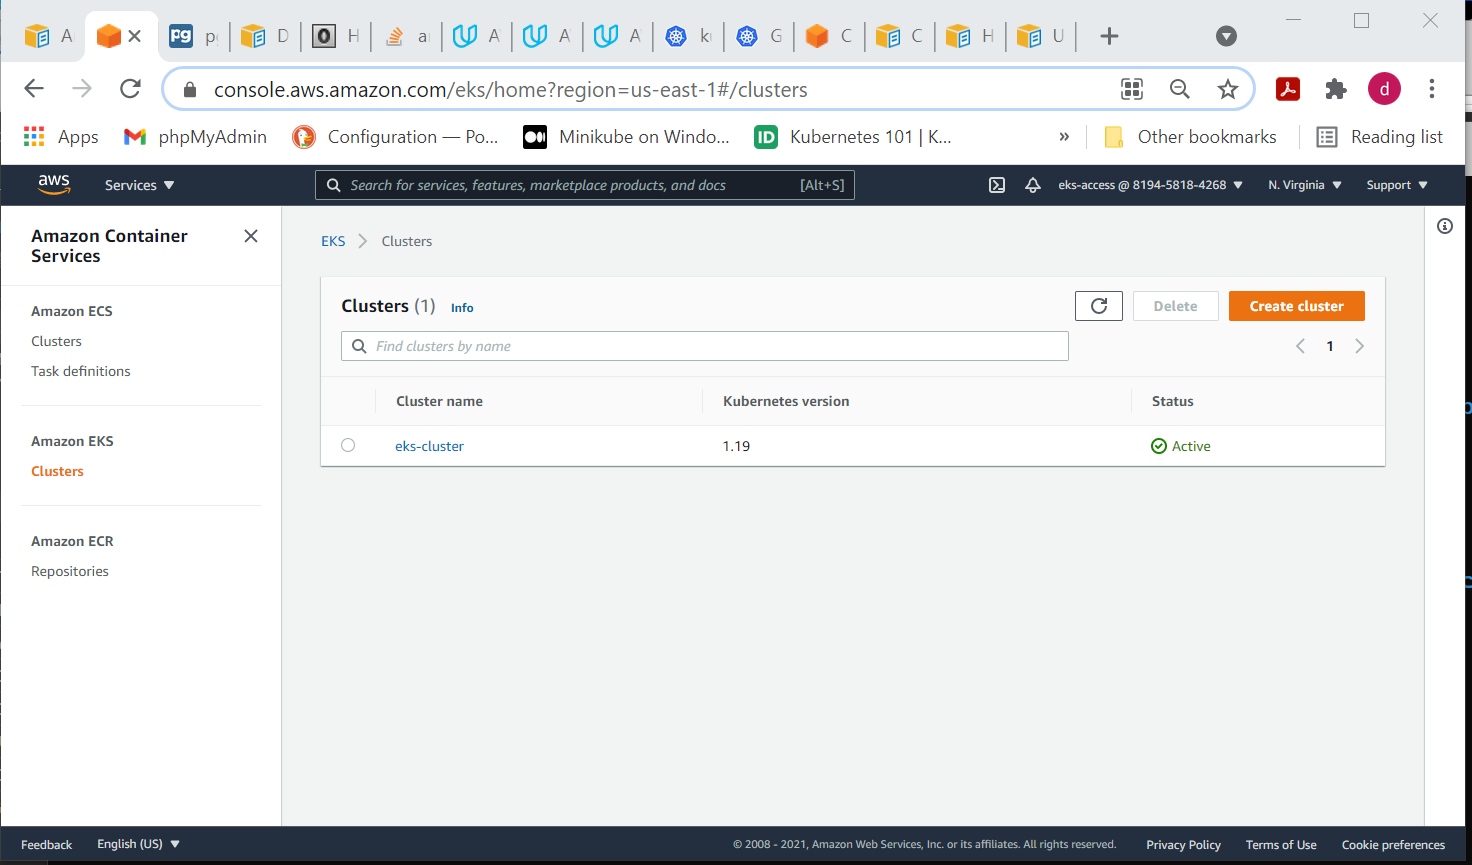 A
pg
D
H
a
A
A
A
k
G
C
C
H
U
console.aws.amazon.com/eks/home?region=us-east-1#/clusters
d
Apps
phpMyAdmin
Configuration — Po...
Minikube on Windo...
ID
Kubernetes 101 | K...
»
Other bookmarks
Reading list
aws
Services
Search for services, features, marketplace products, and docs
[Alt+S]
eks-access @ 8194-5818-4268
N. Virginia
Support
Amazon Container
Services
Amazon ECS
Clusters
Task definitions
Amazon EKS
Clusters
Amazon ECR
Repositories
EKS
Clusters
Clusters (1) Info
Delete
Create cluster
Find clusters by name
1
Cluster name
Kubernetes version
Status
eks-cluster
1.19
Active
Feedback
English (US)
© 2008 - 2021, Amazon Web Services, Inc. or its affiliates. All rights reserved.
Privacy Policy
Terms of Use
Cookie preferences